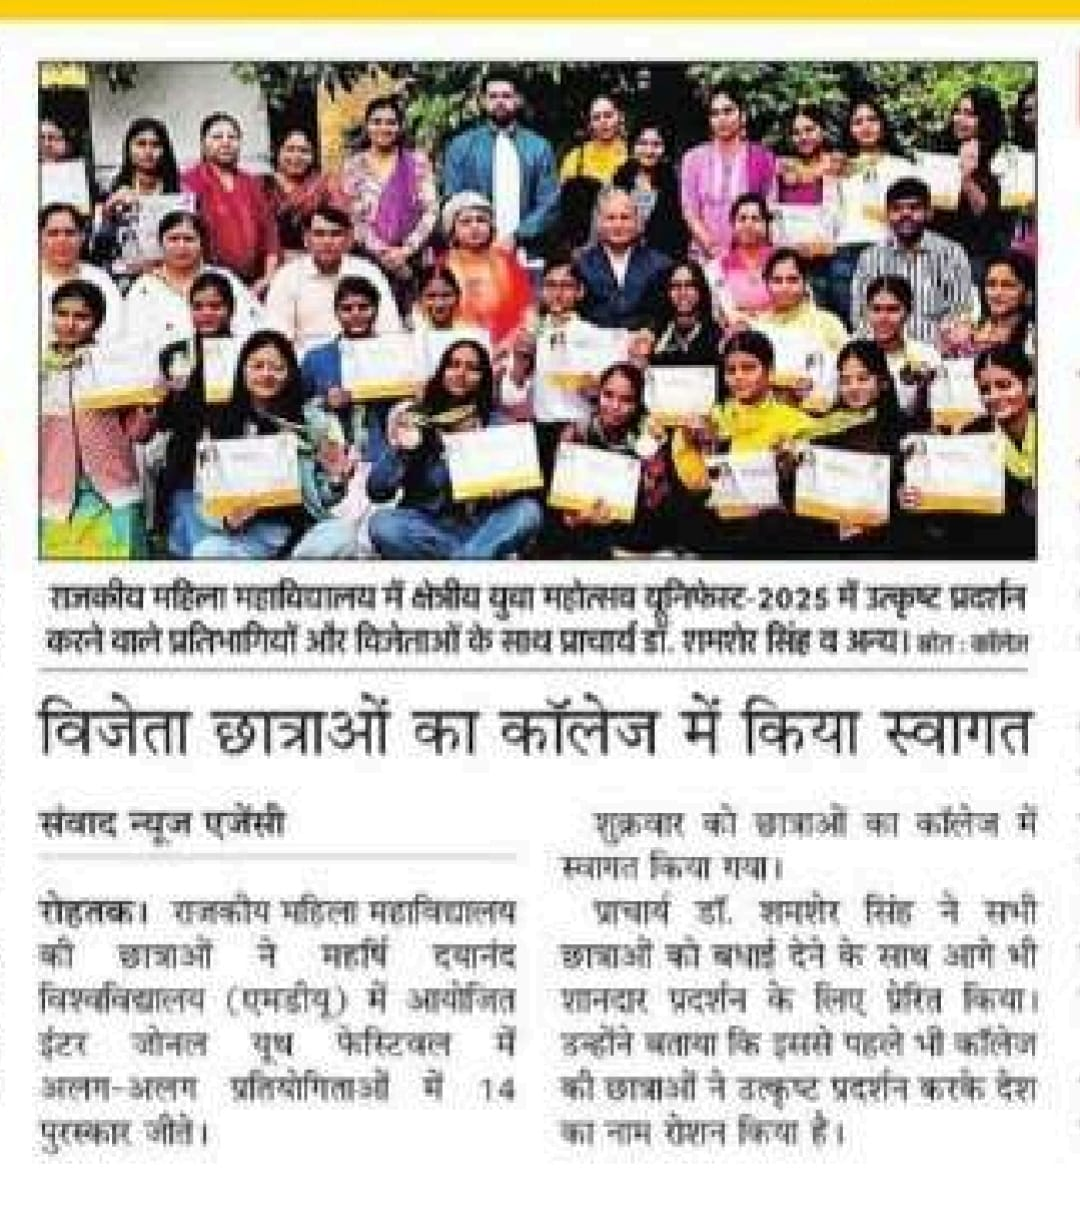 राजकीय महिला महाविद्यालय में क्षेत्रीय युवा महोत्सव यूनिफेस्ट-2025 में उत्कृष्ट प्रदर्शन
करने वाले प्रतिभागियों और विजेताओं के साथ प्राचार्य डॉ. शमशेर सिंह व अन्य। स्रोत : कॉलेज
विजेता छात्राओं का कॉलेज में किया स्वागत
संवाद न्यूज एजेंसी
रोहतक। राजकीय महिला महाविद्यालय
की छात्राओं ने महर्षि दयानंद
विश्वविद्यालय (एमडीयू) में आयोजित
इंटर जोनल यूथ फेस्टिवल में
अलग-अलग प्रतियोगिताओं में 14
पुरस्कार जीते।
शुक्रवार को छात्राओं का कॉलेज में
स्वागत किया गया।
प्राचार्य डॉ. शमशेर सिंह ने सभी
छात्राओं को बधाई देने के साथ आगे भी
शानदार प्रदर्शन के लिए प्रेरित किया।
उन्होंने बताया कि इससे पहले भी कॉलेज
की छात्राओं ने उत्कृष्ट प्रदर्शन करके देश
का नाम रोशन किया है।